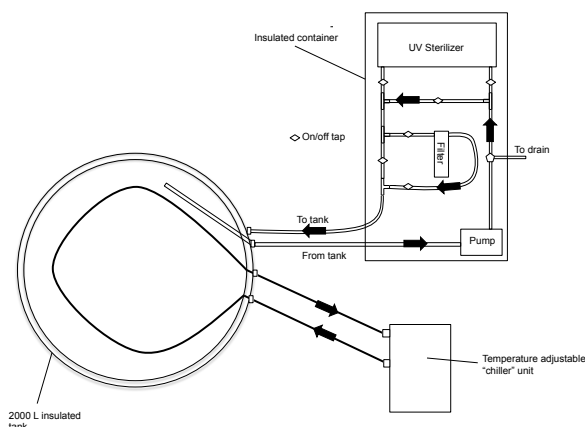 -
Insulated container
UV Sterilizer
On/off tap
Filter
To drain
To tank
From tank
Pump
Temperature adjustable
“chiller” unit
2000 L insulated
tank